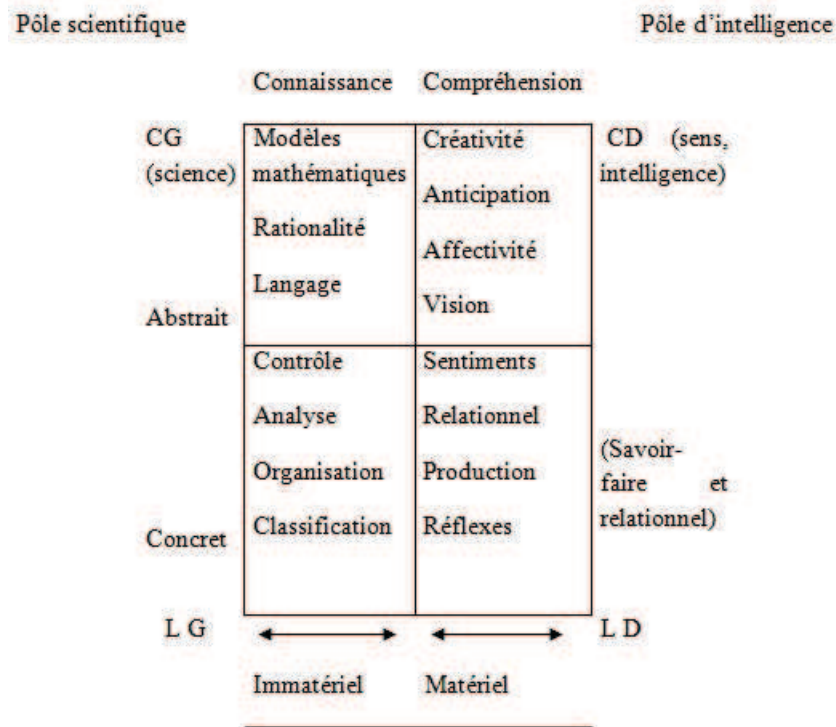 Pôle scientifique Pôle d’intelligence
Connaissance Compréhension
CG
(science)
Modèles
mathématiques
Rationalité
Langage
Créativité
Anticipation
Affectivité
Vision
CD (sens,
intelligence)
Abstrait
Contrôle
Analyse
Organisation
Classification
Sentiments
Relationnel
Production
Réflexes
(Savoir-
faire et
relationnel)
Concret
L G L D
Immatériel Matériel